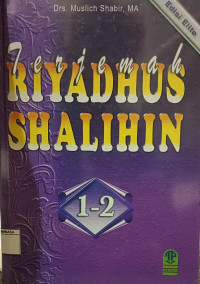 Drs. Muslich Shabir, MA
Edisi Elite
Terjemah
RIYADHUS
SHALIHIN
1-2